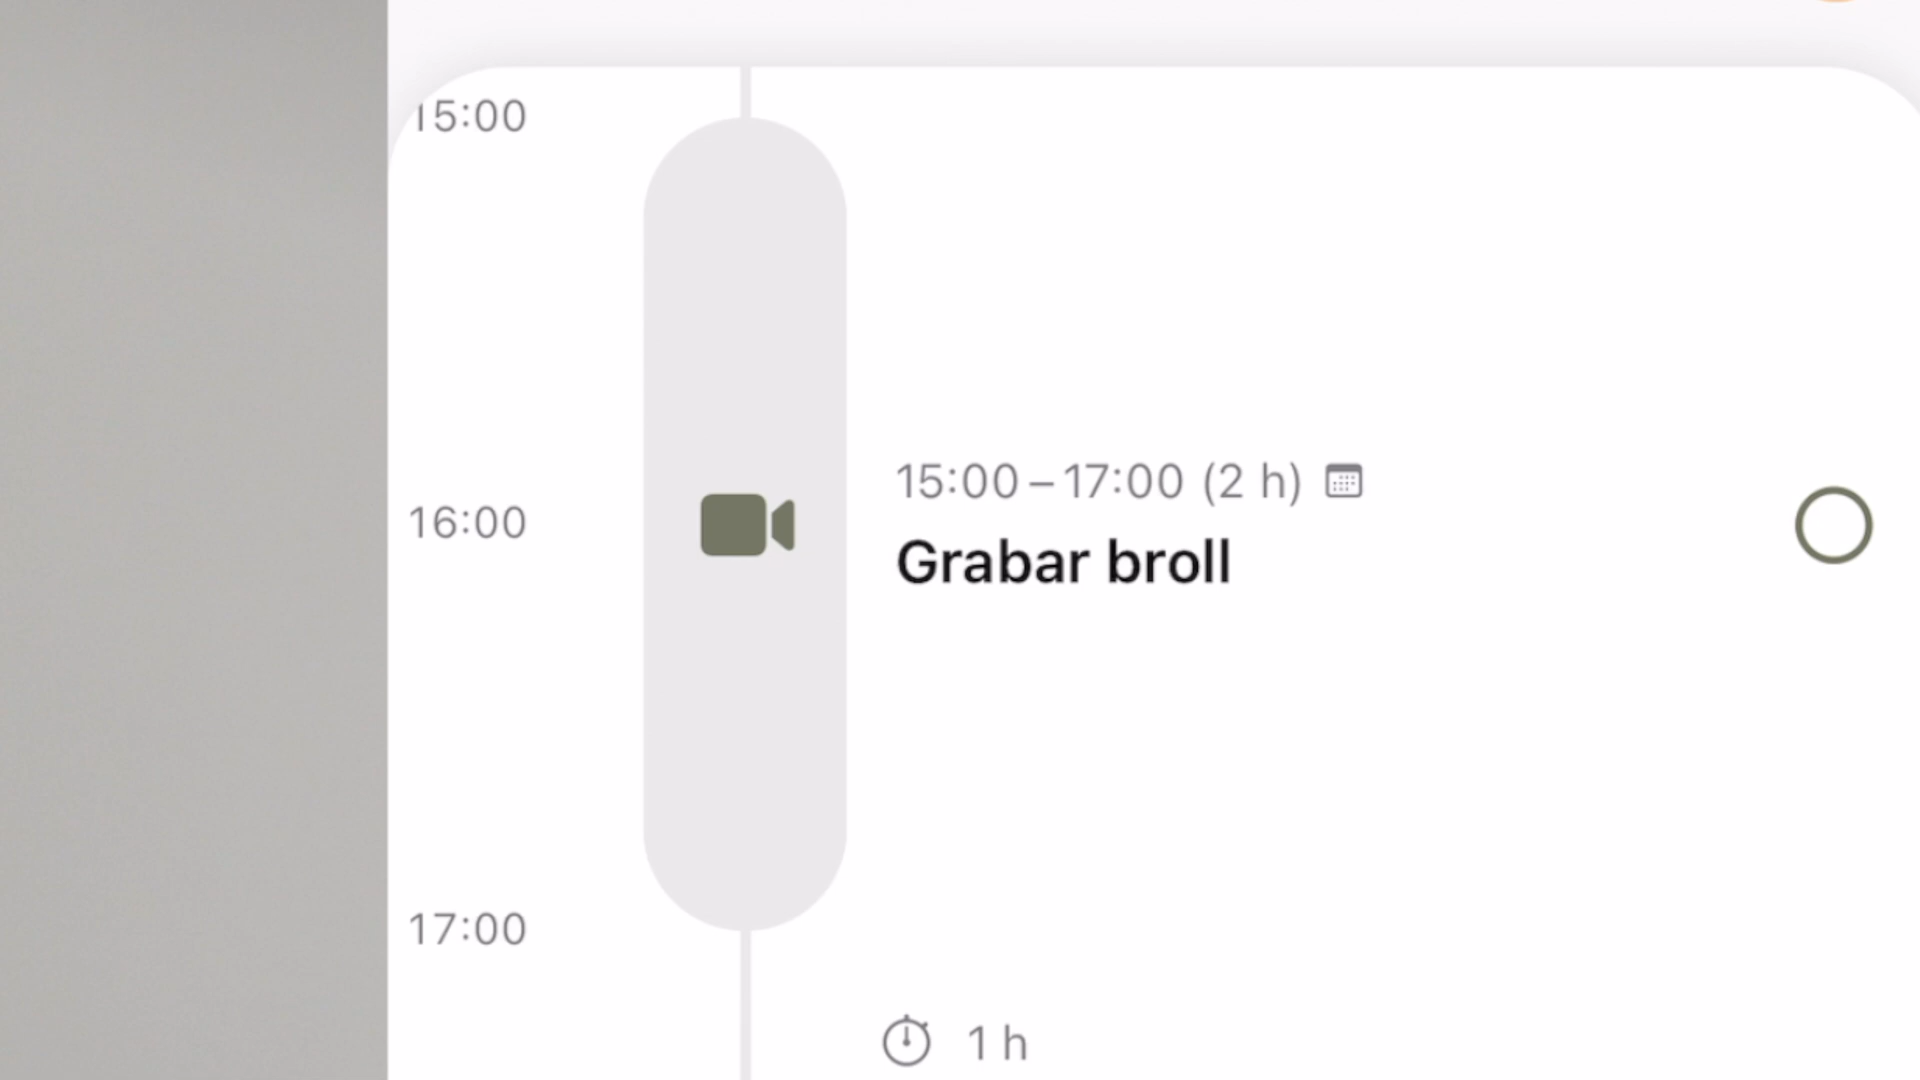 15:00
15:00 – 17:00 (2 h)
16:00
Grabar broll
17:00
1 h